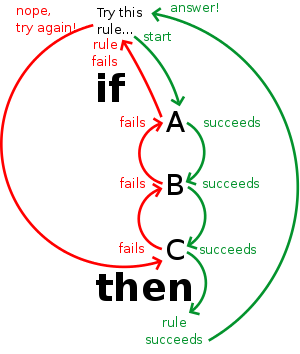 nope,
try again!
Try this
rule...
answer!
start
rule
fails
if
fails
A
succeeds
fails
B
succeeds
fails
C
succeeds
then
rule
succeeds